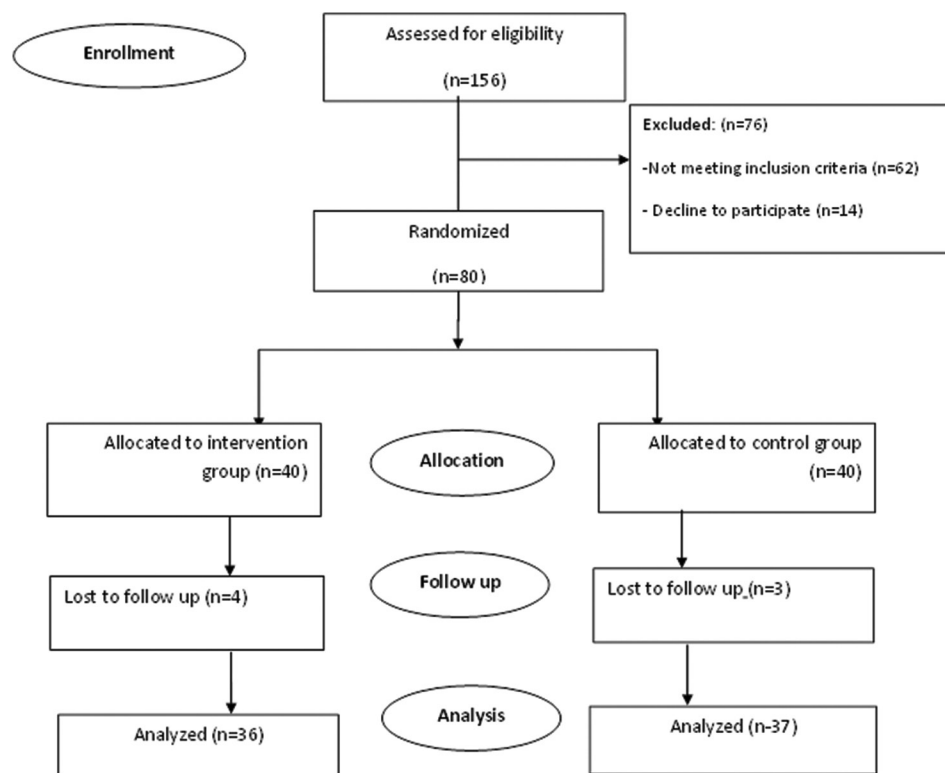 Enrollment
Assessed for eligibility
(n=156)
Excluded: (n=76)
-Not meeting inclusion criteria (n=62)
- Decline to participate (n=14)
Randomized
(n=80)
Allocated to intervention
group (n=40)
Allocation
Allocated to control group
(n=40)
Lost to follow up (n=4)
Follow up
Lost to follow up (n=3)
Analyzed (n=36)
Analysis
Analyzed (n-37)